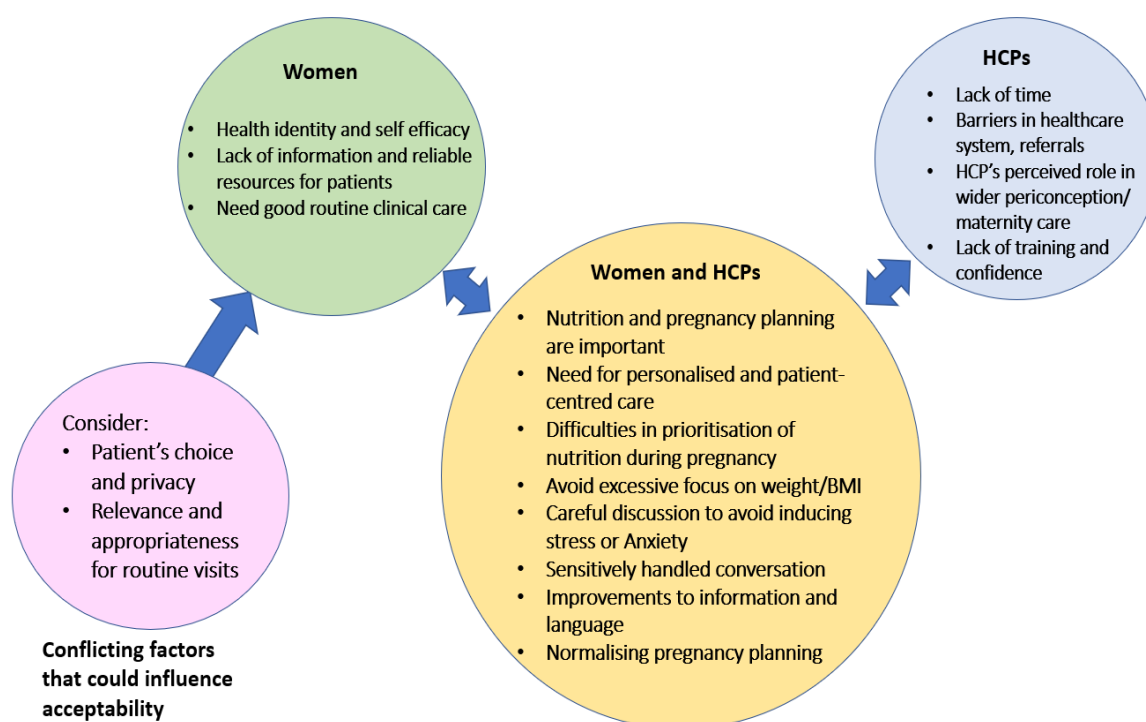 Women
• Health identity and self efficacy
• Lack of information and reliable
resources for patients
• Need good routine clinical care
HCPs
• Lack of time
• Barriers in healthcare
system, referrals
• HCP's perceived role in
wider periconception/
maternity care
• Lack of training and
confidence
Women and HCPs
• Nutrition and pregnancy planning
are important
• Need for personalised and patient-
centred care
• Difficulties in prioritisation of
nutrition during pregnancy
• Avoid excessive focus on weight/BMI
• Careful discussion to avoid inducing
stress or Anxiety
• Sensitively handled conversation
• Improvements to information and
language
• Normalising pregnancy planning
Consider:
• Patient's choice
and privacy
• Relevance and
appropriateness
for routine visits
Conflicting factors
that could influence
acceptability